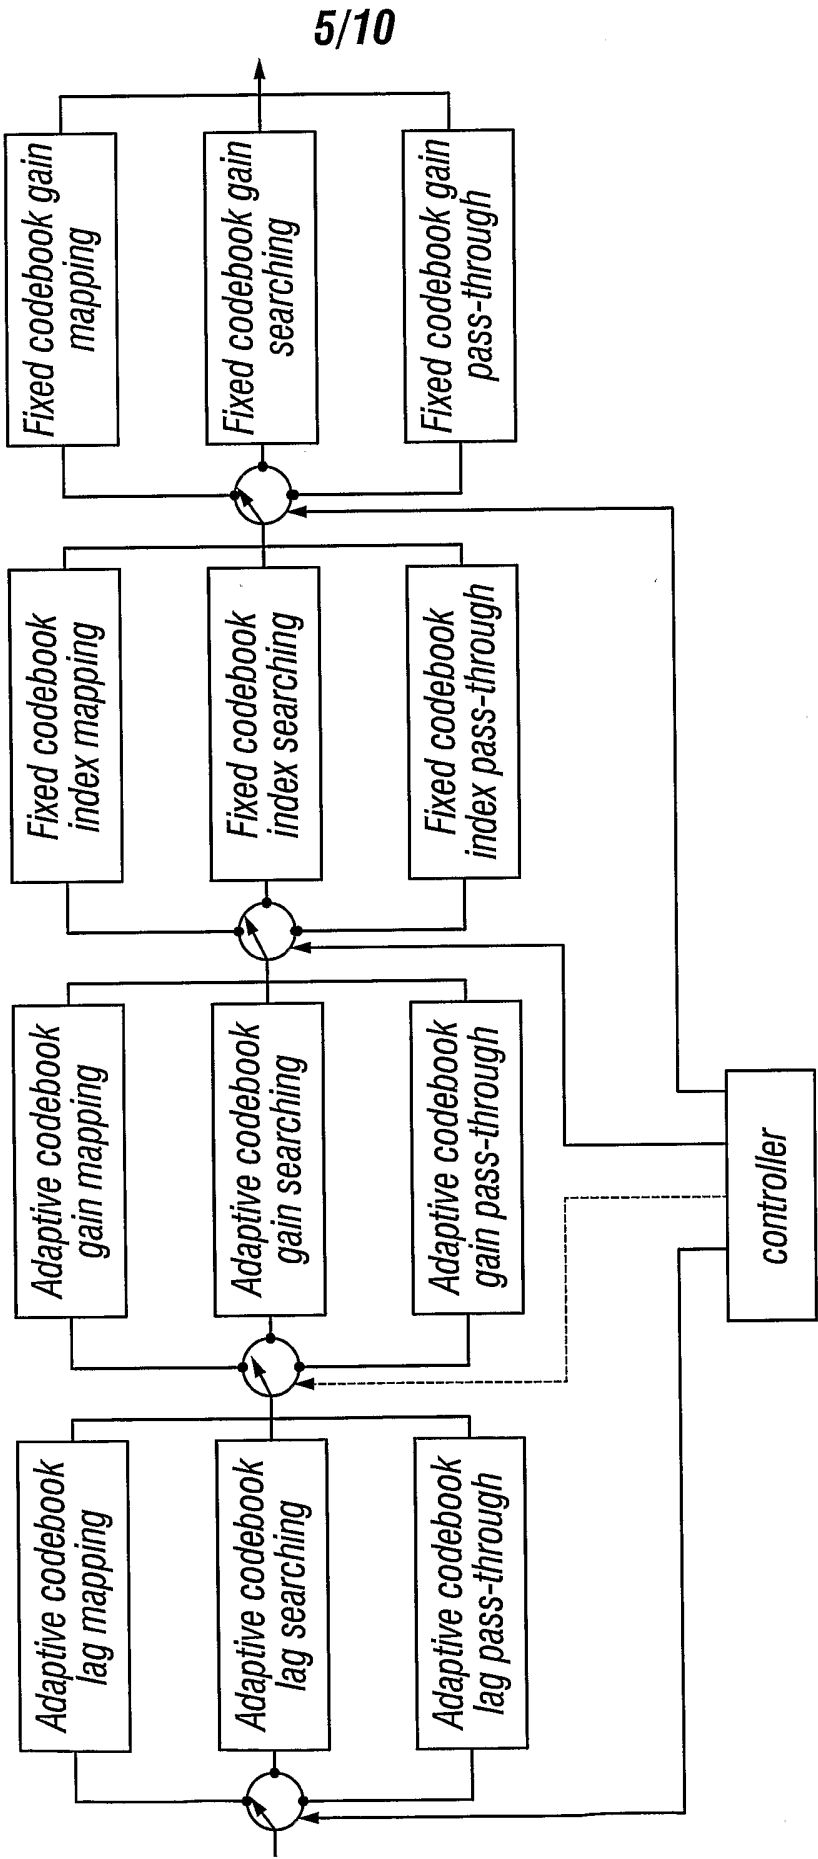 5/10
Fixed codebook gain
mapping
Fixed codebook gain
searching
Fixed codebook gain
pass-through
Fixed codebook
index mapping
Fixed codebook
index searching
Fixed codebook
index pass-through
Adaptive codebook
gain mapping
Adaptive codebook
gain searching
Adaptive codebook
gain pass-through
Adaptive codebook
lag mapping
Adaptive codebook
lag searching
Adaptive codebook
lag pass-through
controller